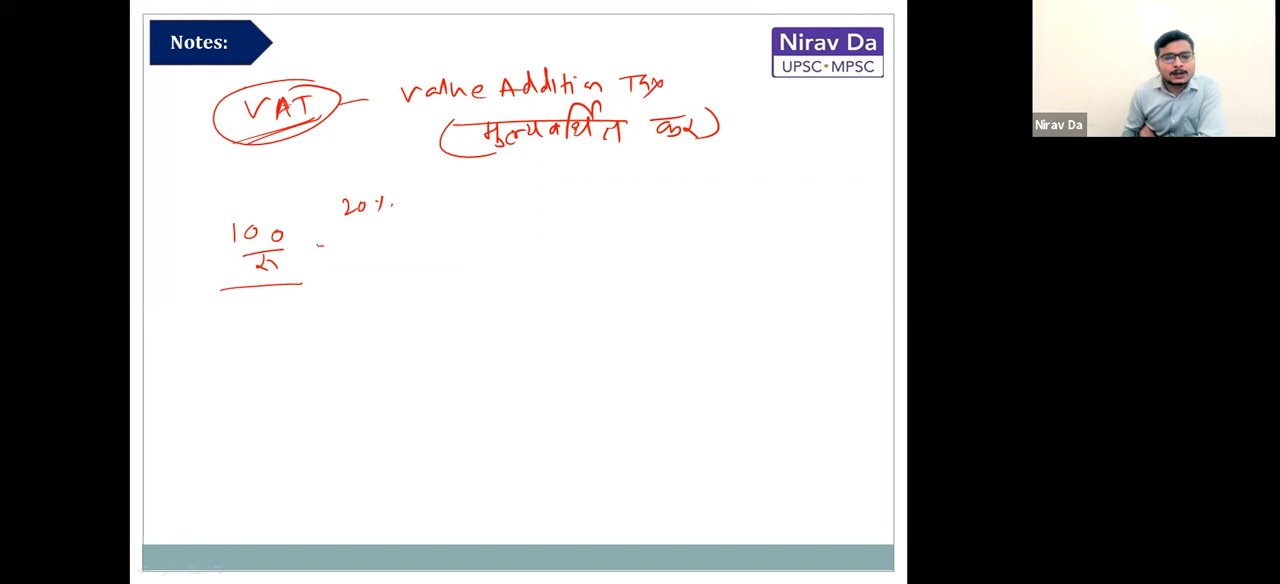 Notes:
Nirav Da
UPSC • MPSC
VAT - Value Addition Tax
(मुल्यवर्धित कर)
20%.
100
रु
Nirav Da